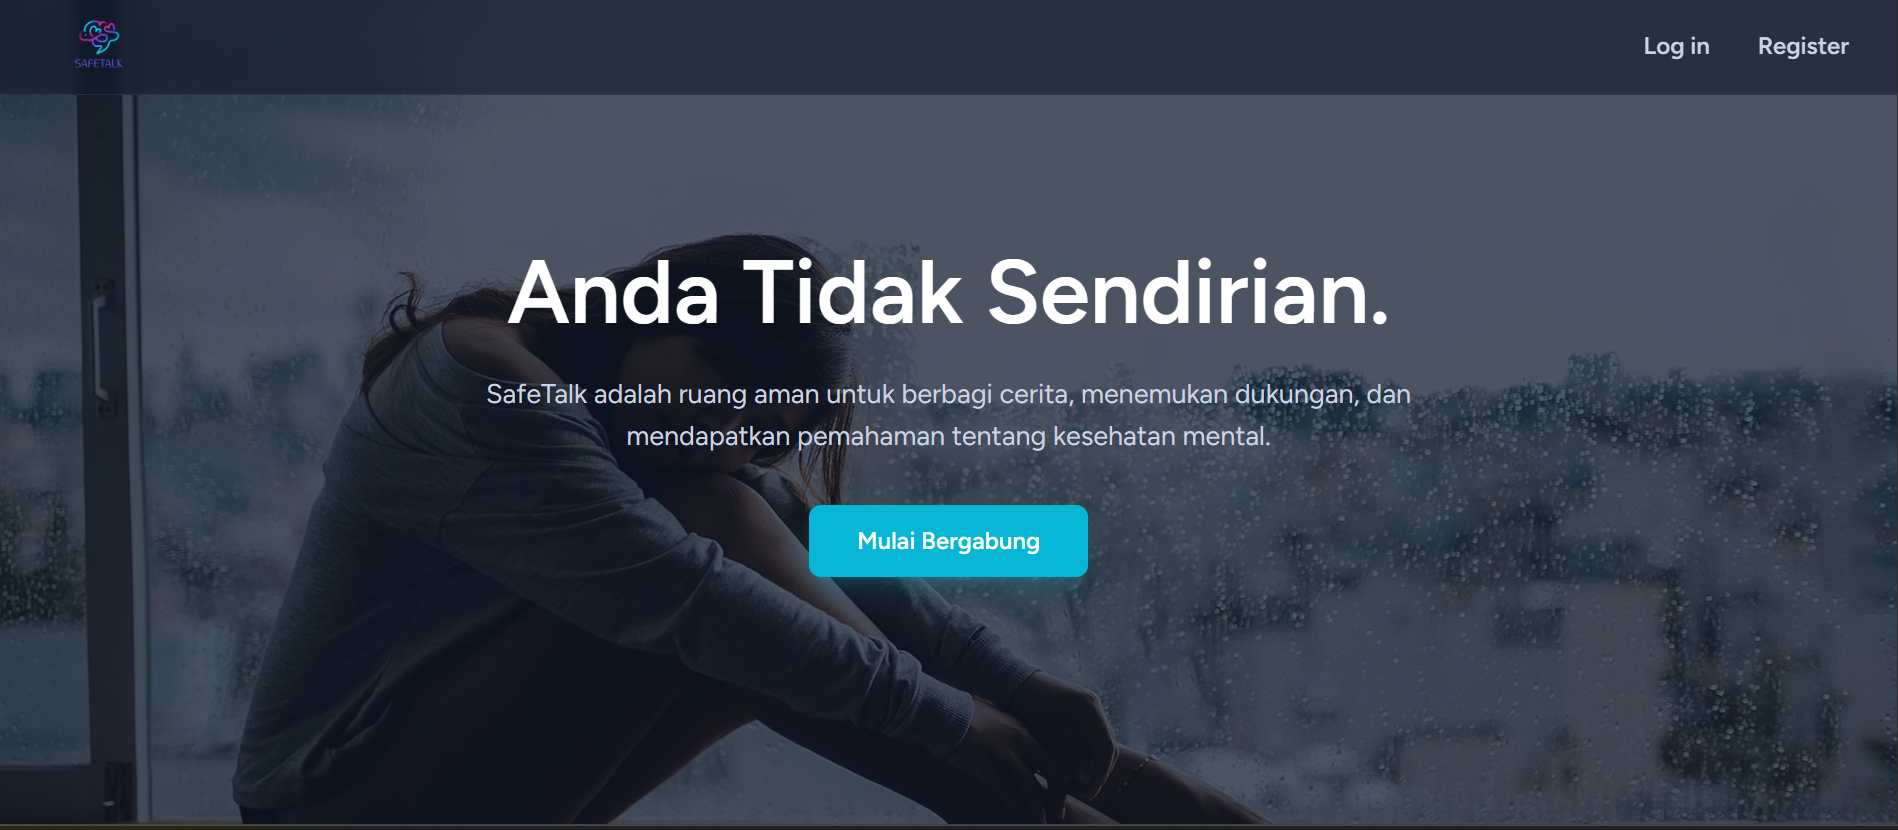 SAFETALK
Log in
Register
Anda Tidak Sendirian.
SafeTalk adalah ruang aman untuk berbagi cerita, menemukan dukungan, dan
mendapatkan pemahaman tentang kesehatan mental.
Mulai Bergabung